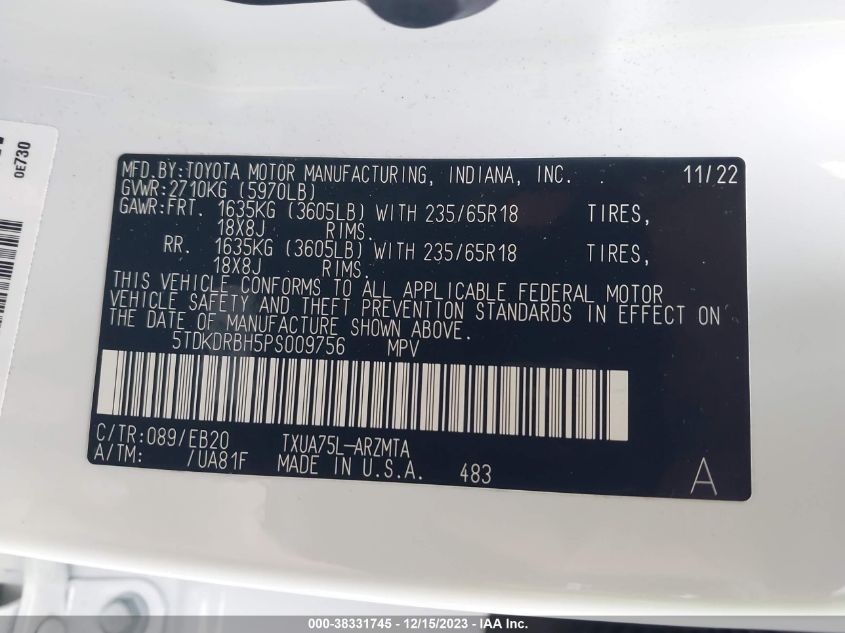 0E730
MFD.BY:TOYOTA MOTOR MANUFACTURING, INDIANA, INC. 11/22
GVWR:2710KG (5970LB)
GAWR:FRT. 1635KG (3605LB) WITH 235/65R18 TIRES,
18X8J RIMS.
RR. 1635KG (3605LB) WITH 235/65R18 TIRES,
18X8J RIMS.
THIS VEHICLE CONFORMS TO ALL APPLICABLE FEDERAL MOTOR
VEHICLE SAFETY AND THEFT PREVENTION STANDARDS IN EFFECT ON
THE DATE OF MANUFACTURE SHOWN ABOVE.
5TDKDRBH5PS009756 MPV
C/TR:089/EB20 TXUA75L-ARZMTA
A/TM: /UA81F MADE IN U.S.A. 483 A
000-38331745 - 12/15/2023 - IAA Inc.